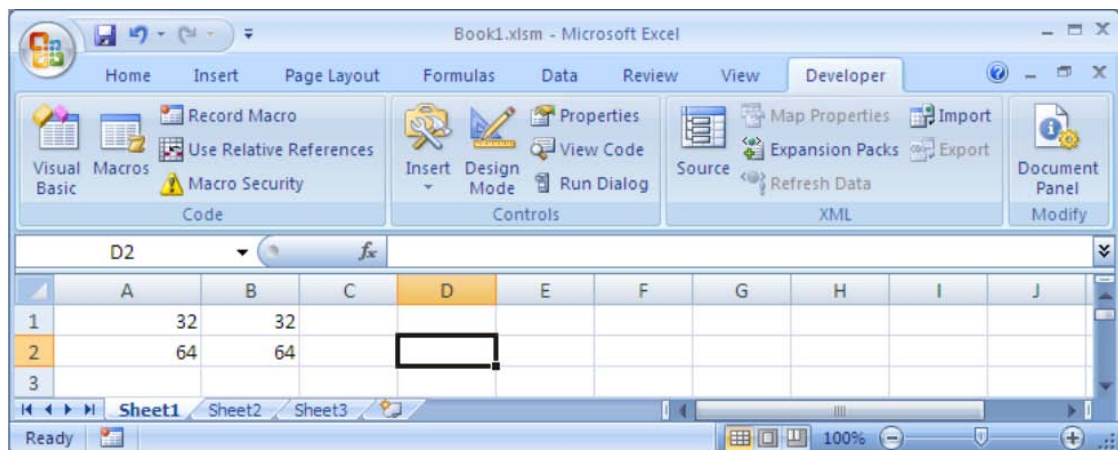 Book1.xlsm - Microsoft Excel
Home Insert Page Layout Formulas Data Review View Developer
Visual Basic
Macros
Record Macro
Use Relative References
Macro Security
Code
Insert
Design Mode
Properties
View Code
Run Dialog
Controls
Source
Map Properties
Expansion Packs
Refresh Data
Import
Export
XML
Document Panel
Modify
D2 fx
A B C D E F G H I J
1 32 32
2 64 64
3
Sheet1 Sheet2 Sheet3
Ready 100%